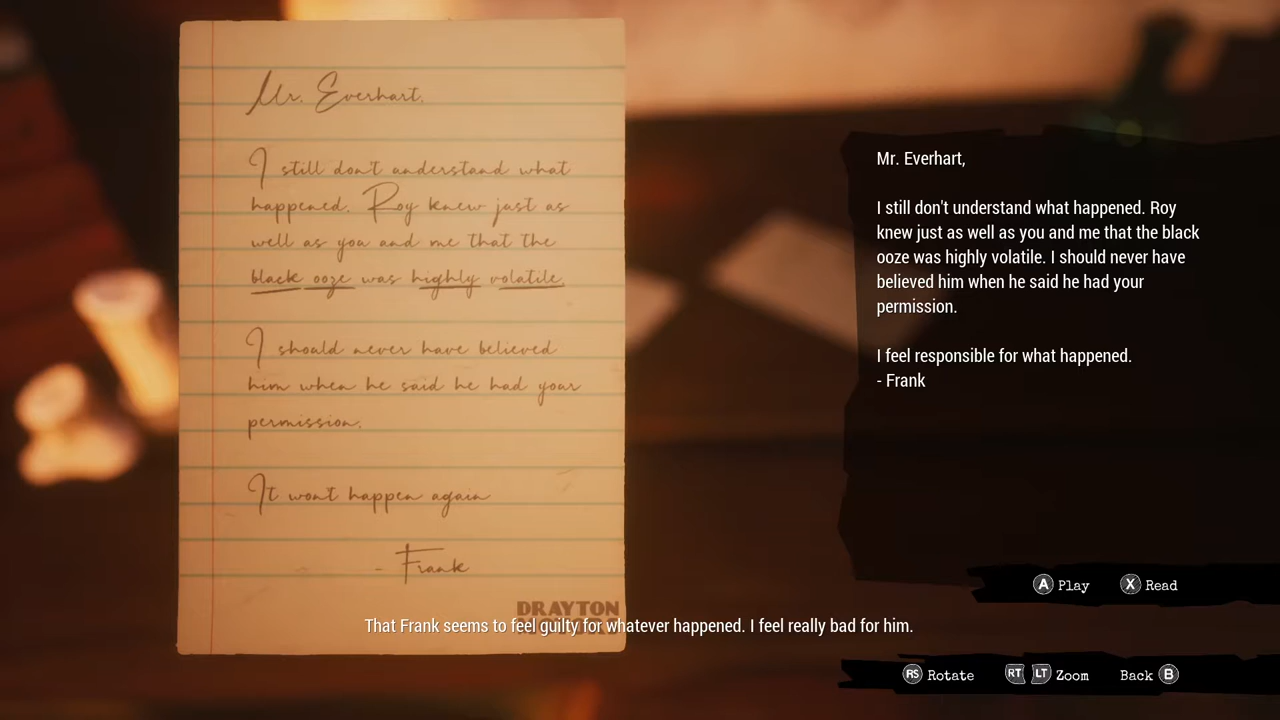 Mr. Everhart,
I still don't understand what
happened. Roy knew just as
well as you and me that the
black ooze was highly volatile.
I should never have believed
him when he said he had your
permission.
It won't happen again
- Frank
DRAYTON
Mr. Everhart,
I still don't understand what happened. Roy
knew just as well as you and me that the black
ooze was highly volatile. I should never have
believed him when he said he had your
permission.
I feel responsible for what happened.
- Frank
That Frank seems to feel guilty for whatever happened. I feel really bad for him.
A Play X Read
RS Rotate RT LT Zoom Back B